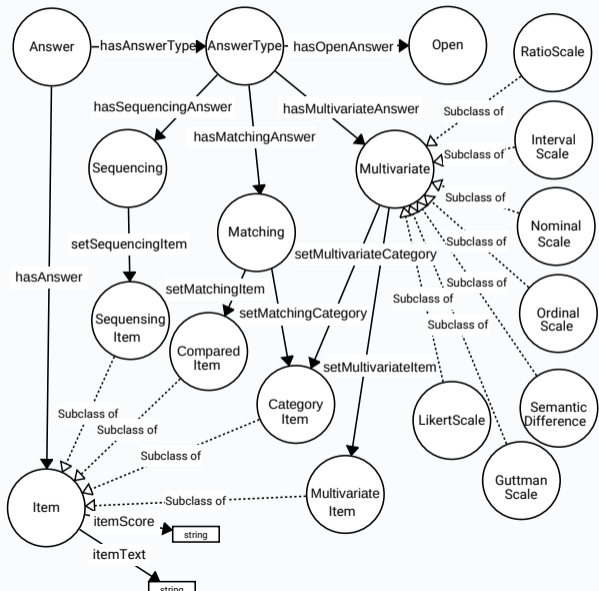 Answer
hasAnswerType
AnswerType
hasOpenAnswer
Open
RatioScale
hasSequencingAnswer
hasMultivariateAnswer
Subclass of
hasMatchingAnswer
Interval
Scale
Subclass of
Sequencing
Multivariate
Subclass of
Nominal
Scale
Matching
setSequencingItem
Subclass of
setMultivariateCategory
hasAnswer
setMatchingItem
Subclass of
Subclass of
Ordinal
Scale
setMatchingCategory
Subclass of
Sequensing
Item
Compared
Item
setMultivariateItem
Category
Item
LikertScale
Semantic
Difference
Subclass of
Subclass of
Subclass of
Guttman
Scale
Item
Subclass of
Multivariate
Item
itemScore
string
itemText
string